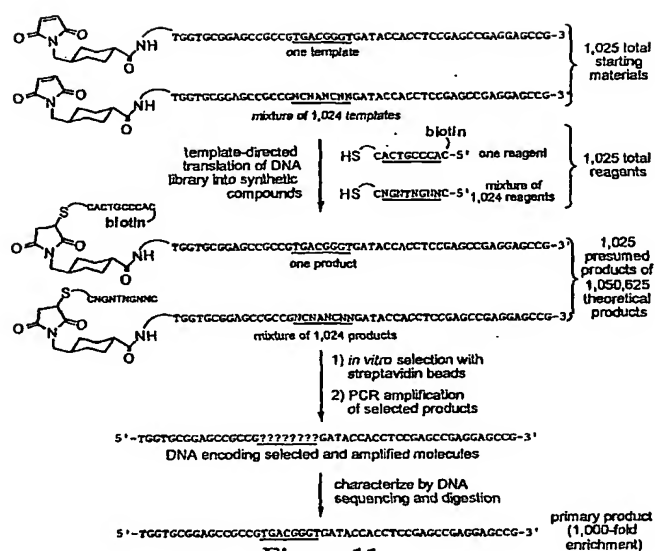 TGGTGCGGAGCCGCCGTGACGGGTGATACCACCTCCGAGCCGAGGAGCCG-3'
one template
1,025 total
starting
materials
TGGTGCGGAGCCGCCGNCNANCNNGATACCACCTCCGAGCCGAGGAGCCG-3'
mixture of 1,024 templates
template-directed
translation of DNA
library into synthetic
compounds
biotin
HS CACTGCCCAC-5' one reagent
HS CNGNTNGNNC-5' mixture of
1,024 reagents
1,025 total
reagents
S CACTGCCCAC
biotin
TGGTGCGGAGCCGCCGTGACGGGTGATACCACCTCCGAGCCGAGGAGCCG-3'
one product
S CNGNTNGNNC
TGGTGCGGAGCCGCCGNCNANCNNGATACCACCTCCGAGCCGAGGAGCCG-3'
mixture of 1,024 products
1,025
presumed
products of
1,050,625
theoretical
products
1) in vitro selection with
streptavidin beads
2) PCR amplification
of selected products
5'-TGGTGCGGAGCCGCCG????????GATACCACCTCCGAGCCGAGGAGCCG-3'
DNA encoding selected and amplified molecules
characterize by DNA
sequencing and digestion
5'-TGGTGCGGAGCCGCCGTGACGGGTGATACCACCTCCGAGCCGAGGAGCCG-3'
primary product
(1,000-fold
enrichment)